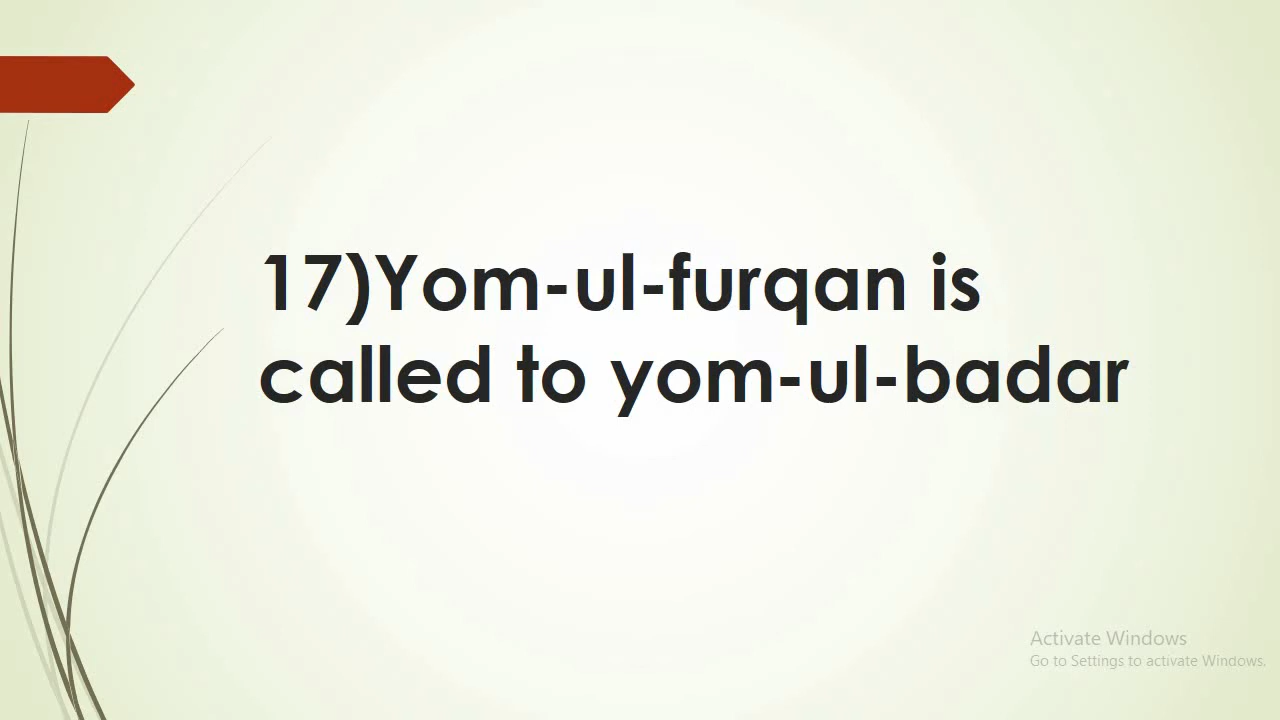 17)Yom-ul-furqan is
called to yom-ul-badar
Activate Windows
Go to Settings to activate Windows.